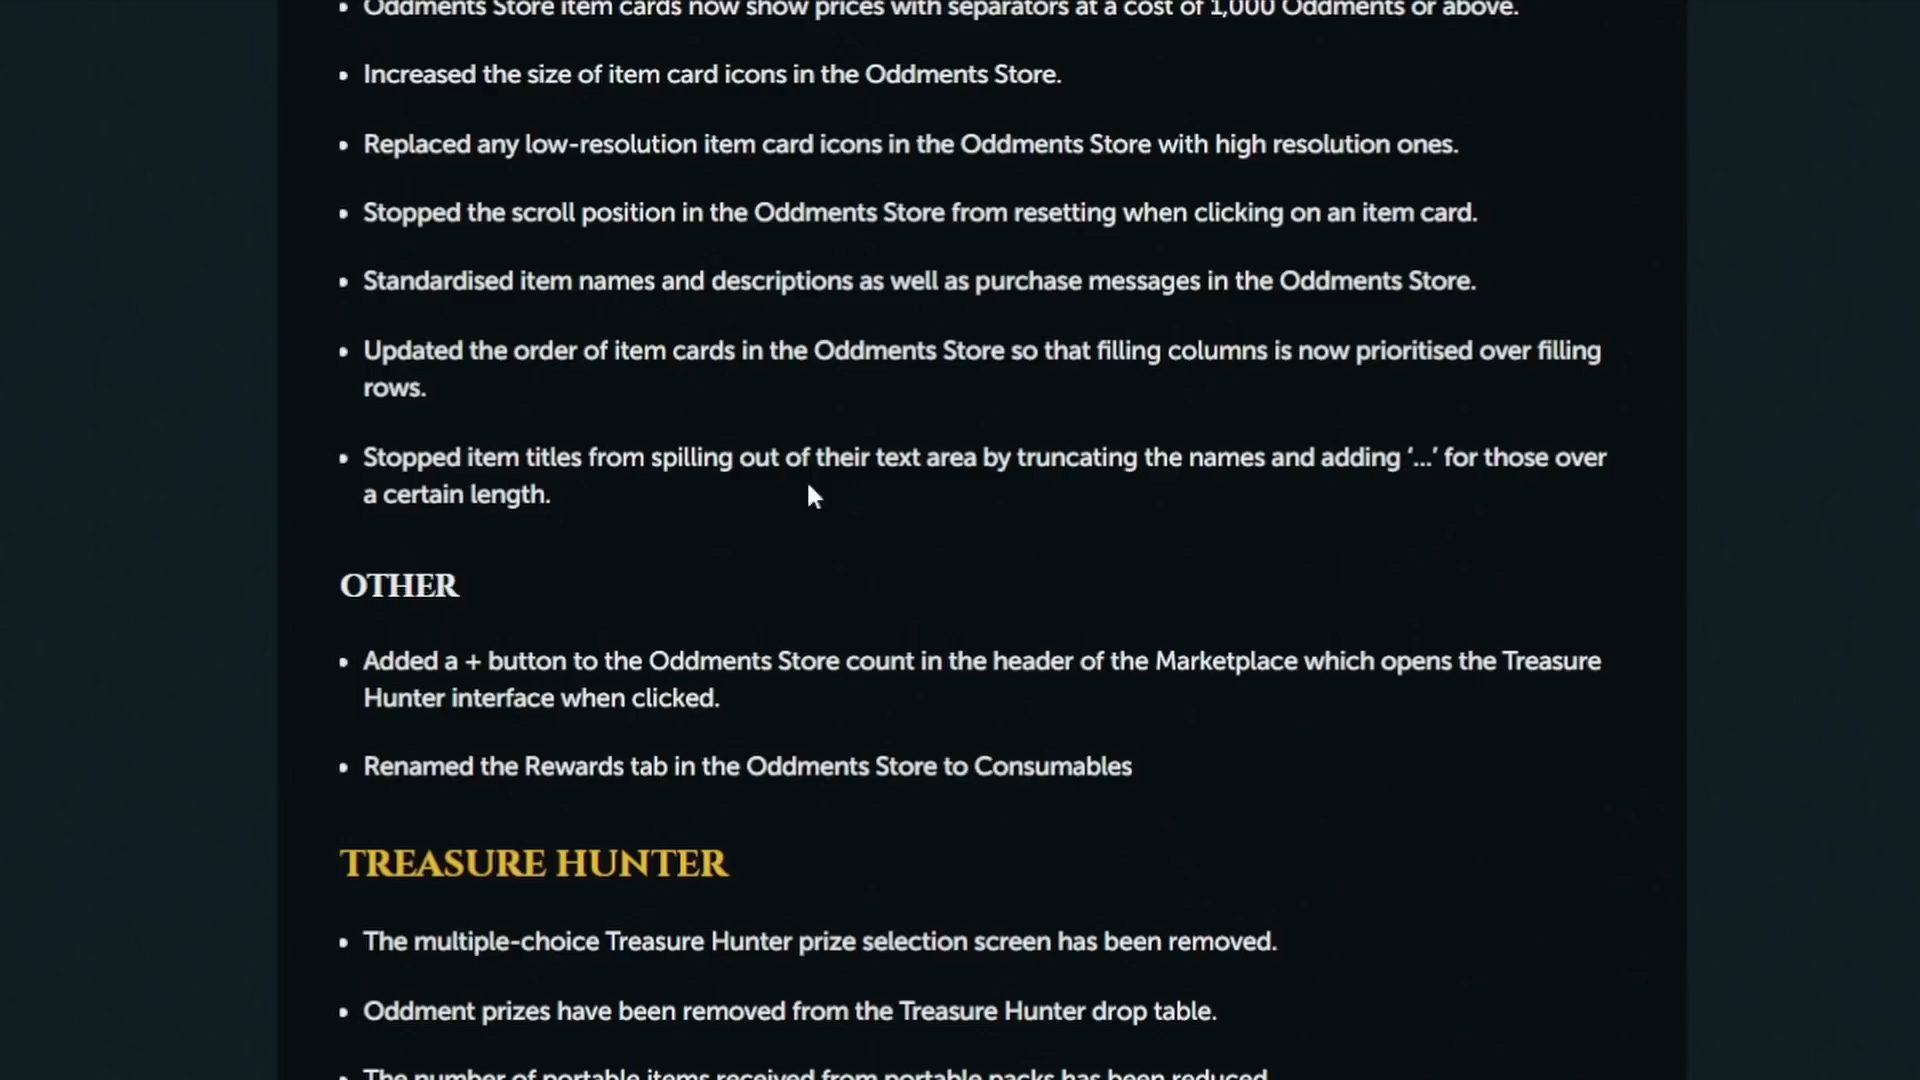 • Oddments Store item cards now show prices with separators at a cost of 1,000 Oddments or above.
• Increased the size of item card icons in the Oddments Store.
• Replaced any low-resolution item card icons in the Oddments Store with high resolution ones.
• Stopped the scroll position in the Oddments Store from resetting when clicking on an item card.
• Standardised item names and descriptions as well as purchase messages in the Oddments Store.
• Updated the order of item cards in the Oddments Store so that filling columns is now prioritised over filling
rows.
• Stopped item titles from spilling out of their text area by truncating the names and adding ‘...’ for those over
a certain length.
OTHER
• Added a + button to the Oddments Store count in the header of the Marketplace which opens the Treasure
Hunter interface when clicked.
• Renamed the Rewards tab in the Oddments Store to Consumables
TREASURE HUNTER
• The multiple-choice Treasure Hunter prize selection screen has been removed.
• Oddment prizes have been removed from the Treasure Hunter drop table.
• The number of portable items received from portable packs has been reduced.